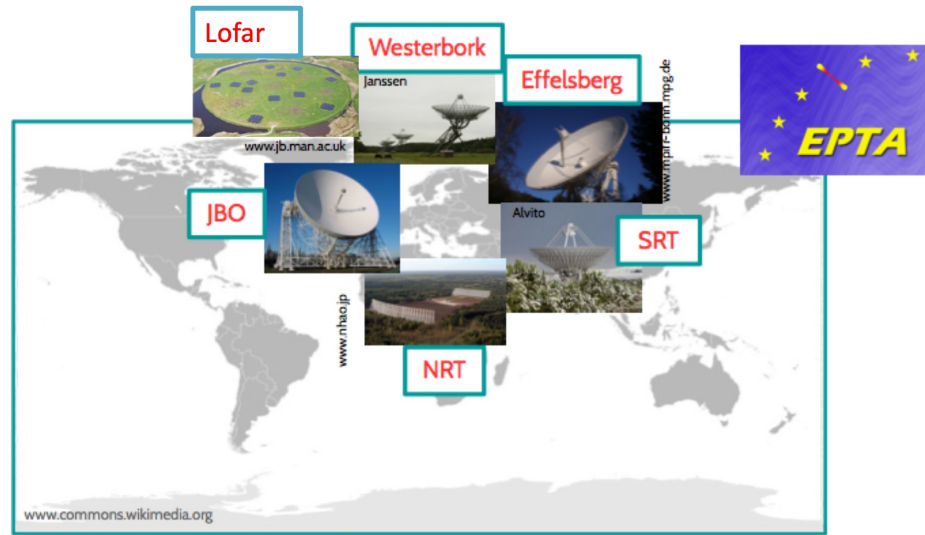 Lofar
Westerbork
Janssen
Effelsberg
www.mpifr-bonn.mpg.de
EPTA
www.jb.man.ac.uk
JBO
Alvito
SRT
www.nhao.jp
NRT
www.commons.wikimedia.org